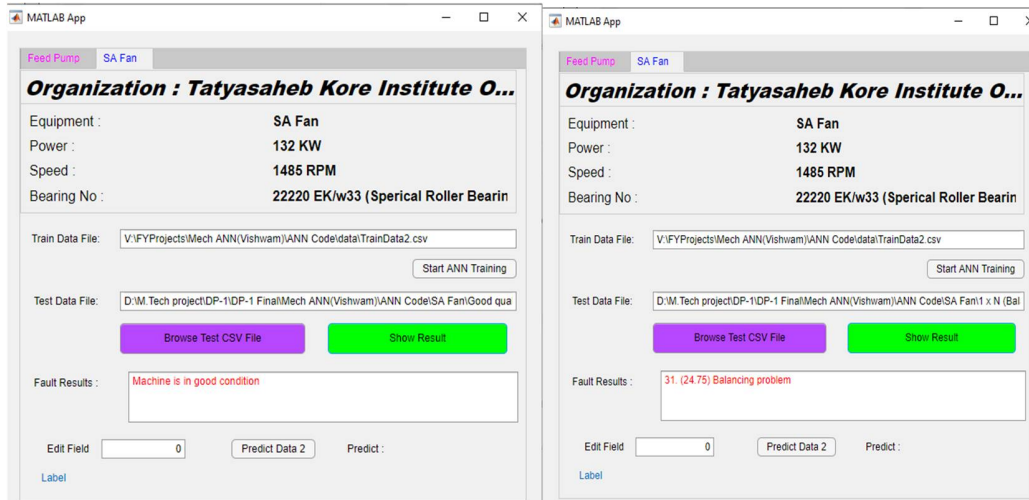 MATLAB App
Feed Pump SA Fan
Organization : Tatyasaheb Kore Institute O...
Equipment : SA Fan
Power : 132 KW
Speed : 1485 RPM
Bearing No : 22220 EK/w33 (Sperical Roller Bearin
Train Data File: V:\FYProjects\Mech ANN(Vishwam)\ANN Code\data\TrainData2.csv
Start ANN Training
Test Data File: D:\M.Tech project\DP-1\DP-1 Final\Mech ANN(Vishwam)\ANN Code\SA Fan\Good qua
Browse Test CSV File Show Result
Fault Results : Machine is in good condition
Edit Field 0 Predict Data 2 Predict :
Label
MATLAB App
Feed Pump SA Fan
Organization : Tatyasaheb Kore Institute O...
Equipment : SA Fan
Power : 132 KW
Speed : 1485 RPM
Bearing No : 22220 EK/w33 (Sperical Roller Bearin
Train Data File: V:\FYProjects\Mech ANN(Vishwam)\ANN Code\data\TrainData2.csv
Start ANN Training
Test Data File: D:\M.Tech project\DP-1\DP-1 Final\Mech ANN(Vishwam)\ANN Code\SA Fan\1 x N (Bal
Browse Test CSV File Show Result
Fault Results : 31. (24.75) Balancing problem
Edit Field 0 Predict Data 2 Predict :
Label